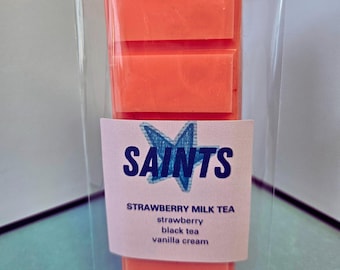 SAINTS
STRAWBERRY MILK TEA
strawberry
black tea
vanilla cream